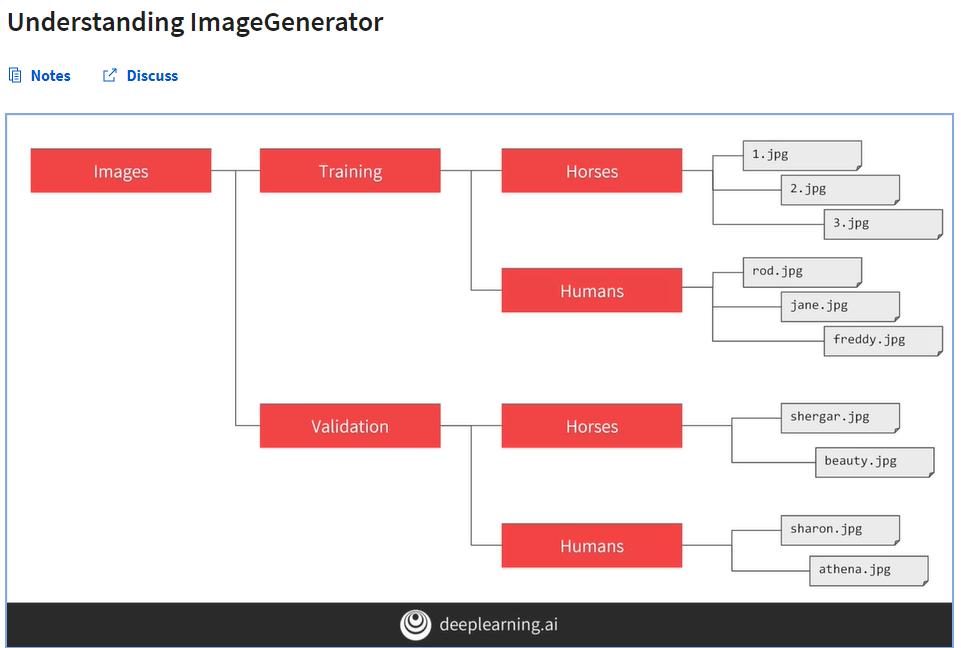 Understanding ImageGenerator
Notes Discuss
Images
Training
Horses
1.jpg
2.jpg
3.jpg
Humans
rod.jpg
jane.jpg
freddy.jpg
Validation
Horses
shergar.jpg
beauty.jpg
Humans
sharon.jpg
athena.jpg
deeplearning.ai